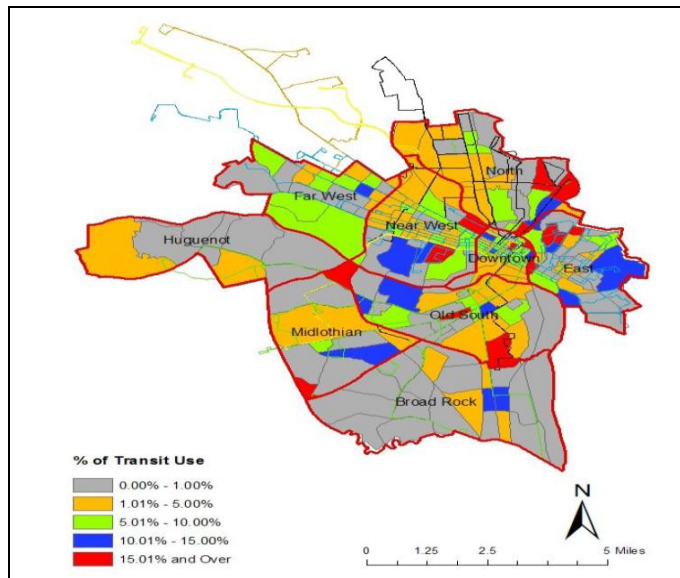 North
Far West
Near West
Huguenot
Downtown
East
Old South
Midlothian
Broad Rock
% of Transit Use
0.00% - 1.00%
1.01% - 5.00%
5.01% - 10.00%
10.01% - 15.00%
15.01% and Over
N
0 1.25 2.5 5 Miles